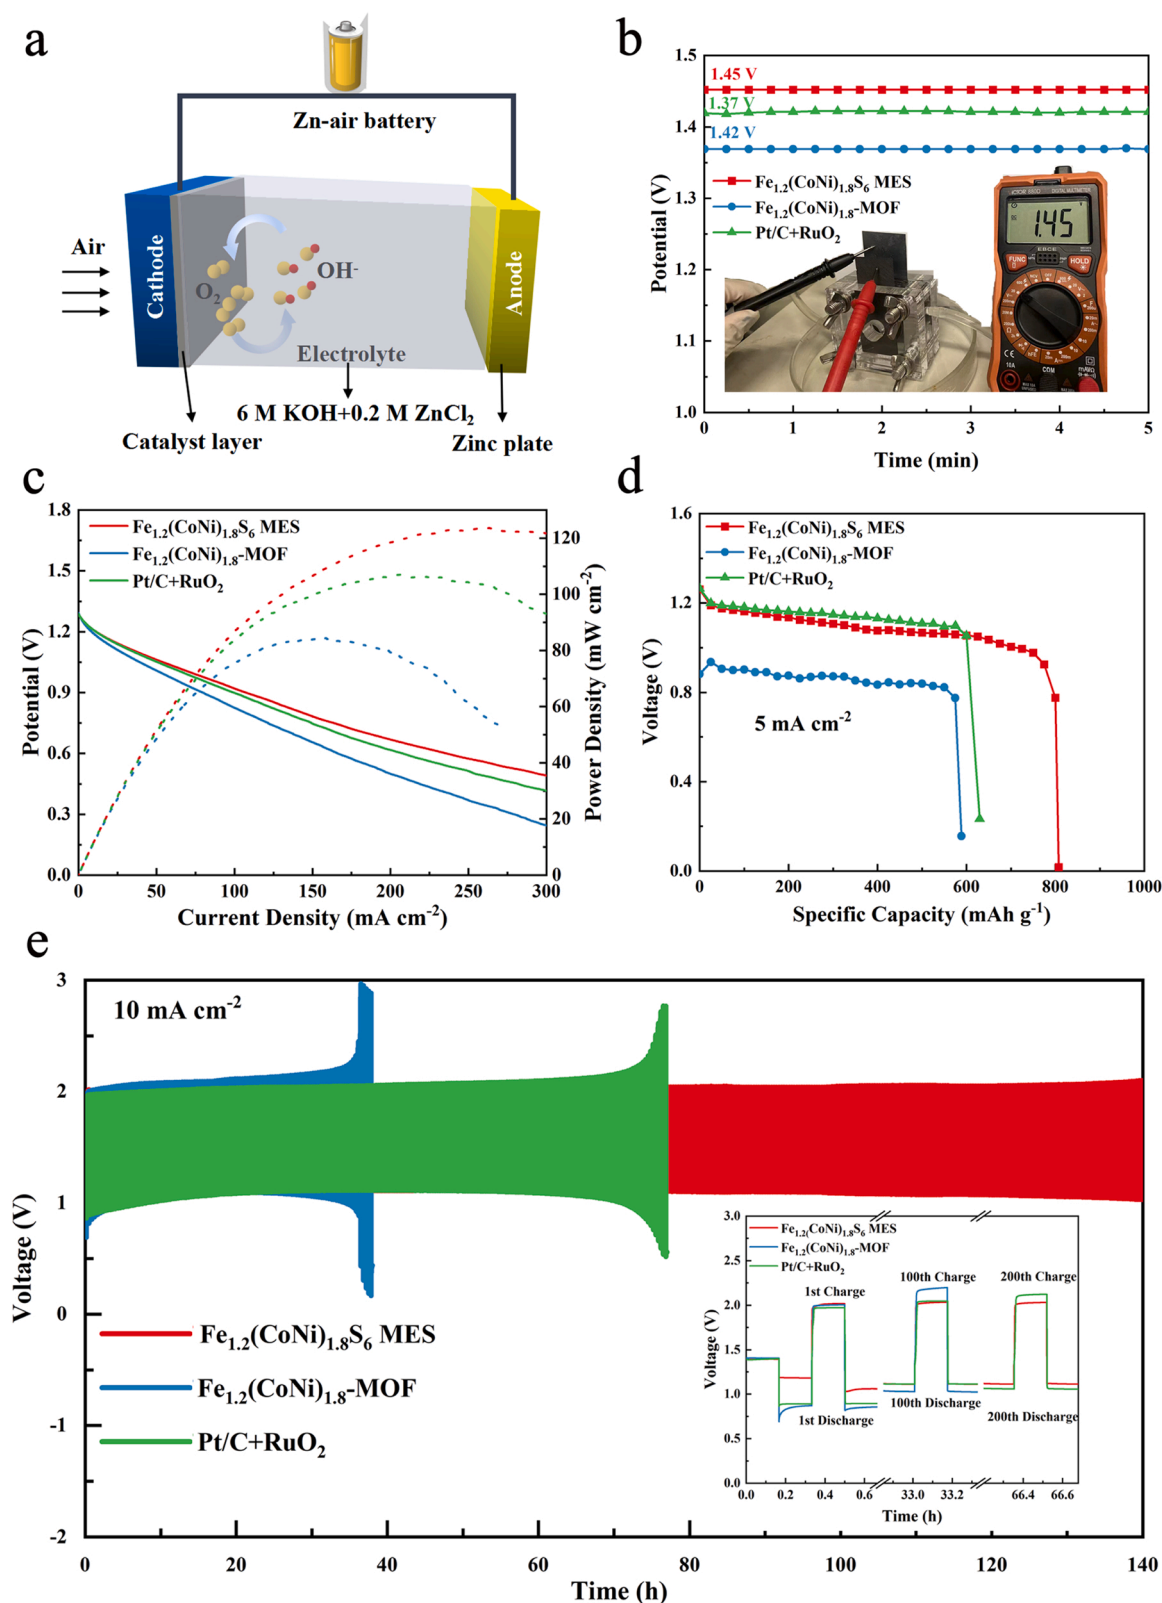 a
Zn-air battery
Air
Cathode
O₂
OH⁻
Anode
Electrolyte
6 M KOH+0.2 M ZnCl₂
Catalyst layer
Zinc plate
b
1.5
1.4
1.3
1.2
1.1
1.0
Potential (V)
1.45 V
1.37 V
1.42 V
Fe₁.₂(CoNi)₁.₈S₆ MES
Fe₁.₂(CoNi)₁.₈-MOF
Pt/C+RuO₂
DIGITAL MULTIMETER
1.45
FUNC
HOLD
COM
10A
0 1 2 3 4 5
Time (min)
c
1.8
1.5
1.2
0.9
0.6
0.3
0.0
Potential (V)
Fe₁.₂(CoNi)₁.₈S₆ MES
Fe₁.₂(CoNi)₁.₈-MOF
Pt/C+RuO₂
120
100
80
60
40
20
0
Power Density (mW cm⁻²)
0 50 100 150 200 250 300
Current Density (mA cm⁻²)
d
1.6
1.2
0.8
0.4
0.0
Voltage (V)
Fe₁.₂(CoNi)₁.₈S₆ MES
Fe₁.₂(CoNi)₁.₈-MOF
Pt/C+RuO₂
5 mA cm⁻²
0 200 400 600 800 1000
Specific Capacity (mAh g⁻¹)
e
3
2
1
0
-1
-2
Voltage (V)
10 mA cm⁻²
Fe₁.₂(CoNi)₁.₈S₆ MES
Fe₁.₂(CoNi)₁.₈-MOF
Pt/C+RuO₂
3.0
2.5
2.0
1.5
1.0
0.5
0.0
Voltage (V)
Fe₁.₂(CoNi)₁.₈S₆ MES
Fe₁.₂(CoNi)₁.₈-MOF
Pt/C+RuO₂
1st Charge
100th Charge
200th Charge
1st Discharge
100th Discharge
200th Discharge
0.0 0.2 0.4 0.6 33.0 33.2 66.4 66.6
Time (h)
0 20 40 60 80 100 120 140
Time (h)